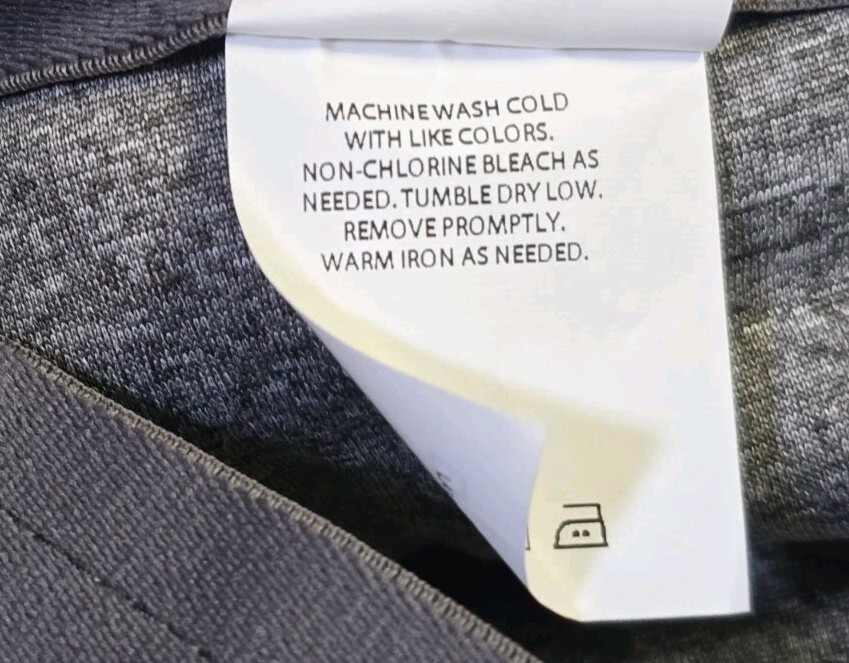 MACHINE WASH COLD
WITH LIKE COLORS.
NON-CHLORINE BLEACH AS
NEEDED. TUMBLE DRY LOW.
REMOVE PROMPTLY.
WARM IRON AS NEEDED.